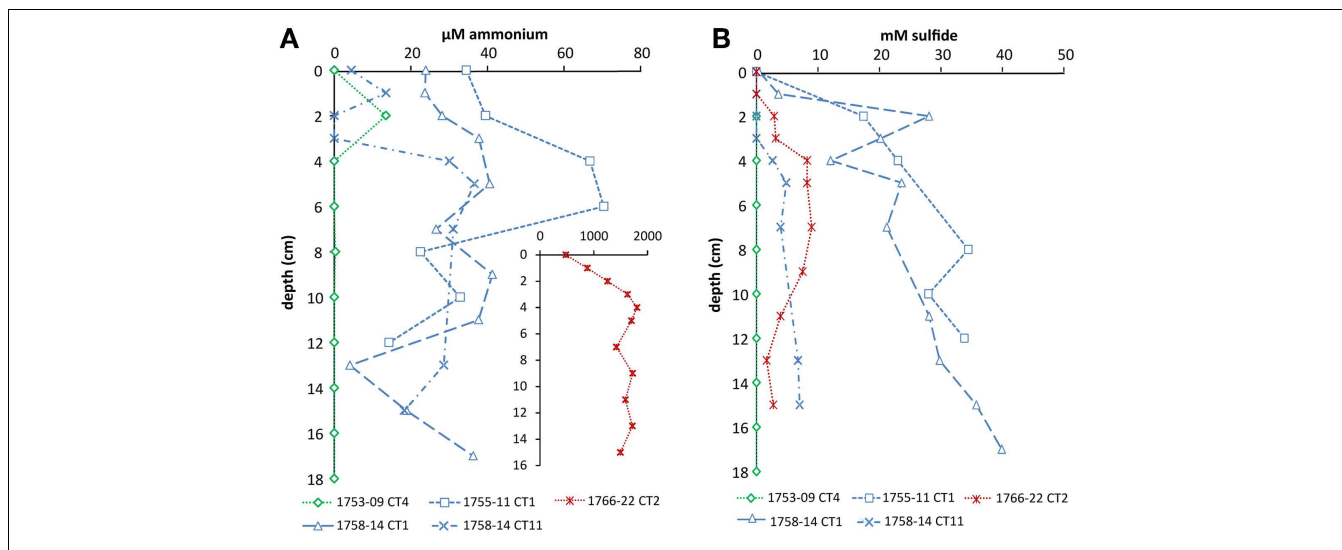 A
µM ammonium
0 20 40 60 80
0
2
4
6
8
10
12
14
16
18
depth (cm)
0 1000 2000
0
2
4
6
8
10
12
14
16
1753-09 CT4 1755-11 CT1 1766-22 CT2
1758-14 CT1 1758-14 CT11
B
mM sulfide
0 10 20 30 40 50
0
2
4
6
8
10
12
14
16
18
depth (cm)
1753-09 CT4 1755-11 CT1 1766-22 CT2
1758-14 CT1 1758-14 CT11